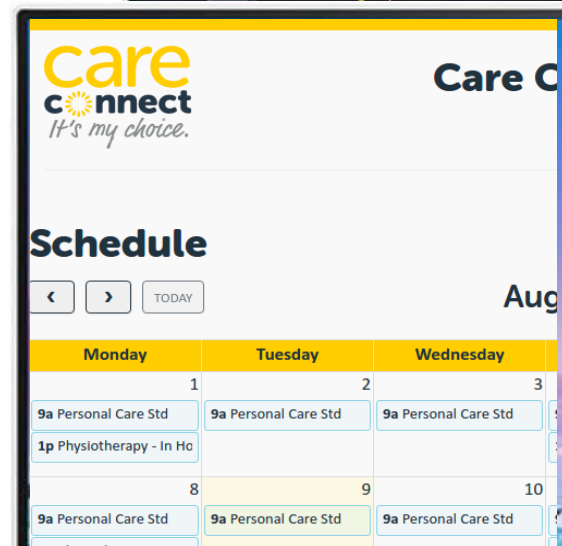 care
connect
It's my choice.
Care C
Schedule
TODAY
Aug
Monday Tuesday Wednesday
1 2 3
9a Personal Care Std 9a Personal Care Std 9a Personal Care Std
1p Physiotherapy - In Ho
8 9 10
9a Personal Care Std 9a Personal Care Std 9a Personal Care Std